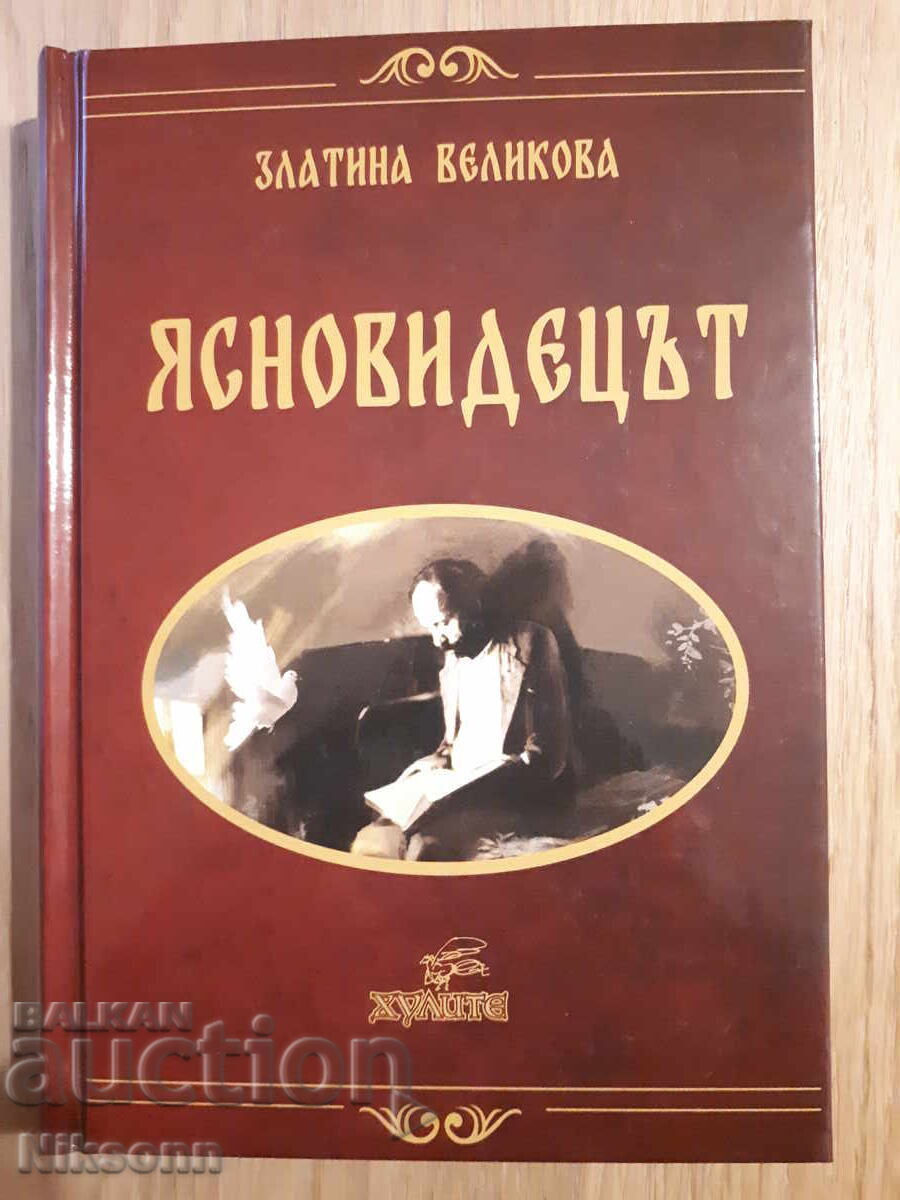 ЗЛАТИНА ВЕЛИКОВА
ЯСНОВИДЕЦЪТ
ХУЛИТЕ
BALKAN
auction
Niksonn